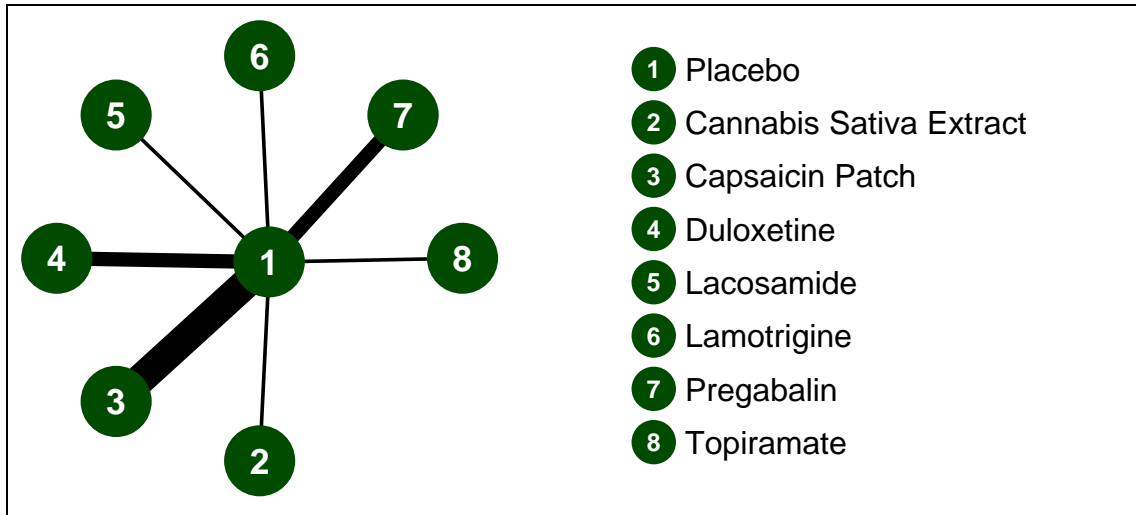 6
5
7
4
1
8
3
2
1 Placebo
2 Cannabis Sativa Extract
3 Capsaicin Patch
4 Duloxetine
5 Lacosamide
6 Lamotrigine
7 Pregabalin
8 Topiramate